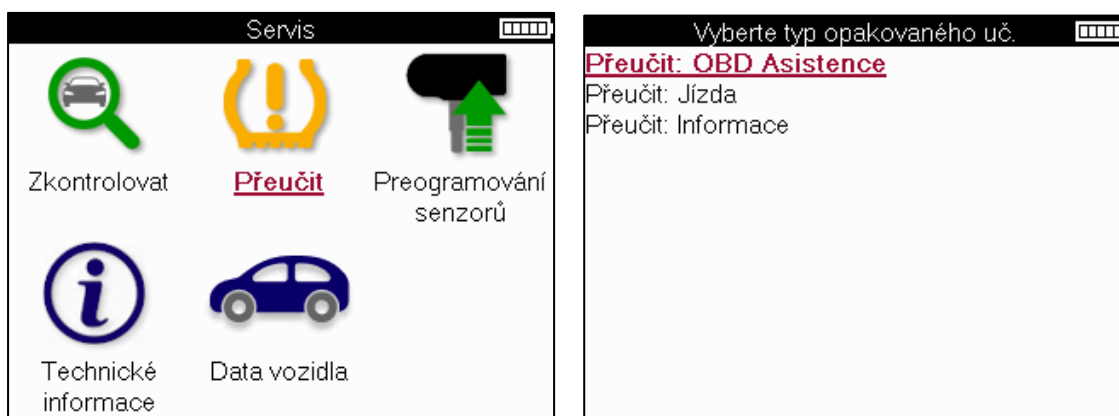 Servis
Zkontrolovat
Přeučit
Preogramování
senzorů
Technické
informace
Data vozidla
Vyberte typ opakovaného uč.
Přeučit: OBD Asistence
Přeučit: Jízda
Přeučit: Informace